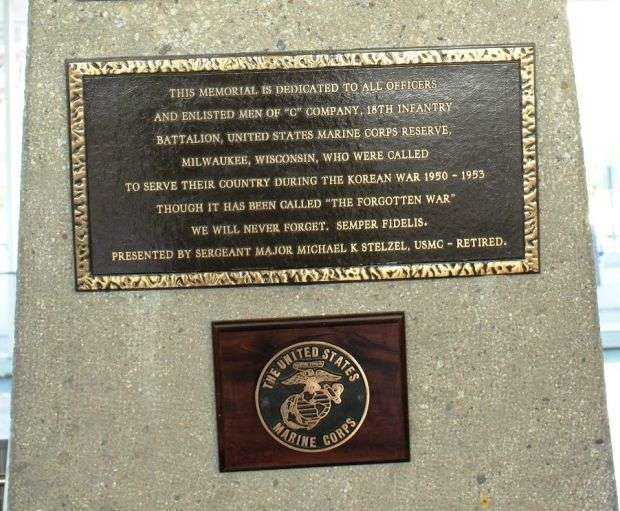 THIS MEMORIAL IS DEDICATED TO ALL OFFICERS
AND ENLISTED MEN OF "C" COMPANY, 18TH INFANTRY
BATTALION, UNITED STATES MARINE CORPS RESERVE,
MILWAUKEE, WISCONSIN, WHO WERE CALLED
TO SERVE THEIR COUNTRY DURING THE KOREAN WAR 1950 - 1953
THOUGH IT HAS BEEN CALLED "THE FORGOTTEN WAR"
WE WILL NEVER FORGET. SEMPER FIDELIS.
PRESENTED BY SERGEANT MAJOR MICHAEL K STELZEL, USMC - RETIRED.
THE UNITED STATES
MARINE CORPS